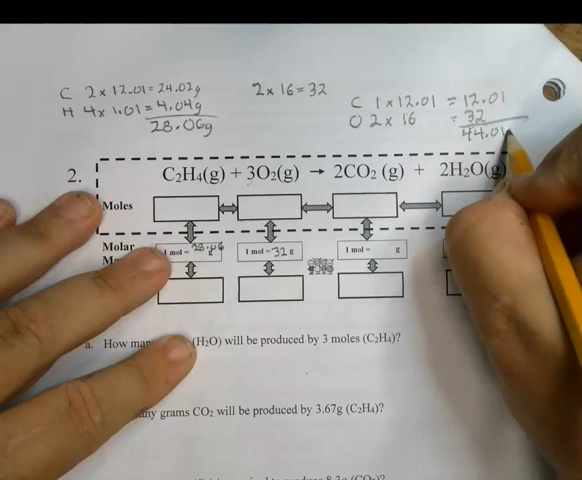 C 2 x 12.01 = 24.02g
H 4 x 1.01 = 4.04g
28.06g
2 x 16 = 32
C 1 x 12.01 = 12.01
O 2 x 16 = 32
44.01
2. C₂H₄(g) + 3O₂(g) → 2CO₂ (g) + 2H₂O(g)
Moles
Molar
1 mol = 28.06 g 1 mol = 32 g 1 mol = g
a. How (H₂O) will be produced by 3 moles (C₂H₄)?
grams CO₂ will be produced by 3.67g (C₂H₄)?